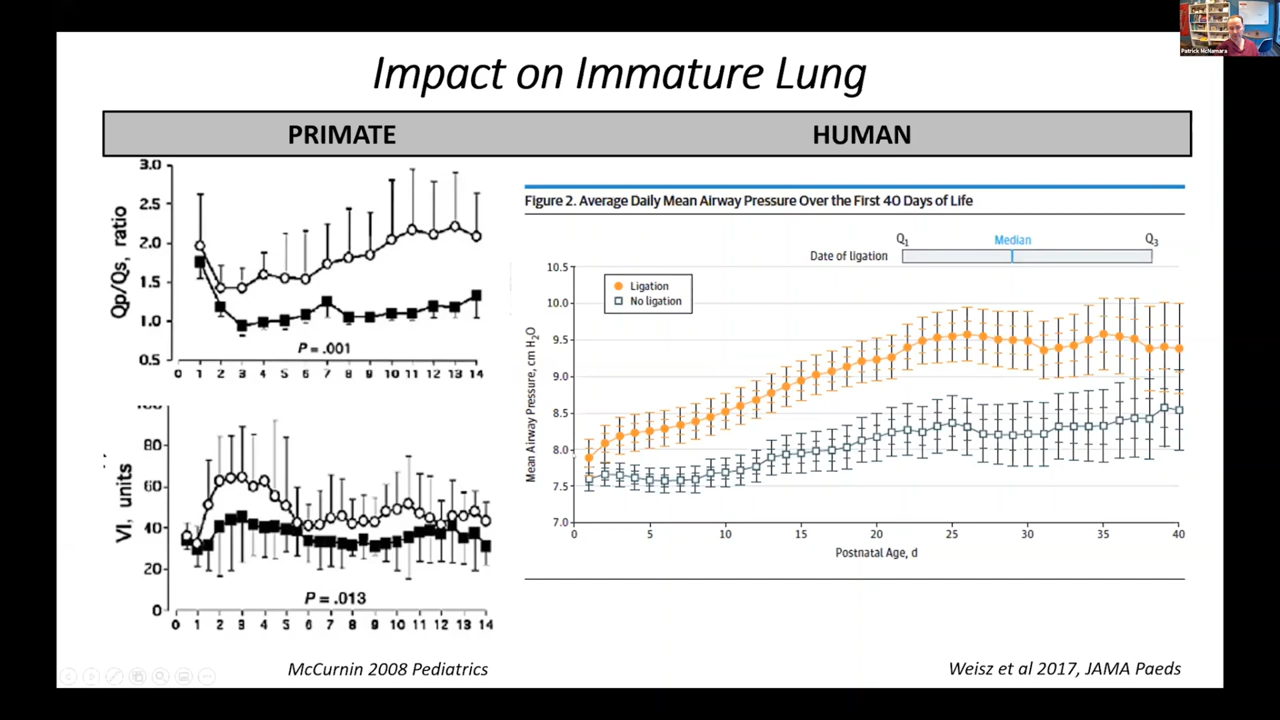 Patrick McNamara
Impact on Immature Lung
PRIMATE
HUMAN
Qp/Qs, ratio
3.0
2.5
2.0
1.5
1.0
0.5
P = .001
0 1 2 3 4 5 6 7 8 9 10 11 12 13 14
VI, units
80
60
40
20
0
P = .013
0 1 2 3 4 5 6 7 8 9 10 11 12 13 14
McCurnin 2008 Pediatrics
Figure 2. Average Daily Mean Airway Pressure Over the First 40 Days of Life
Q1 Median Q3
Date of ligation
Ligation
No ligation
Mean Airway Pressure, cm H2O
10.5
10.0
9.5
9.0
8.5
8.0
7.5
7.0
0 5 10 15 20 25 30 35 40
Postnatal Age, d
Weisz et al 2017, JAMA Paeds